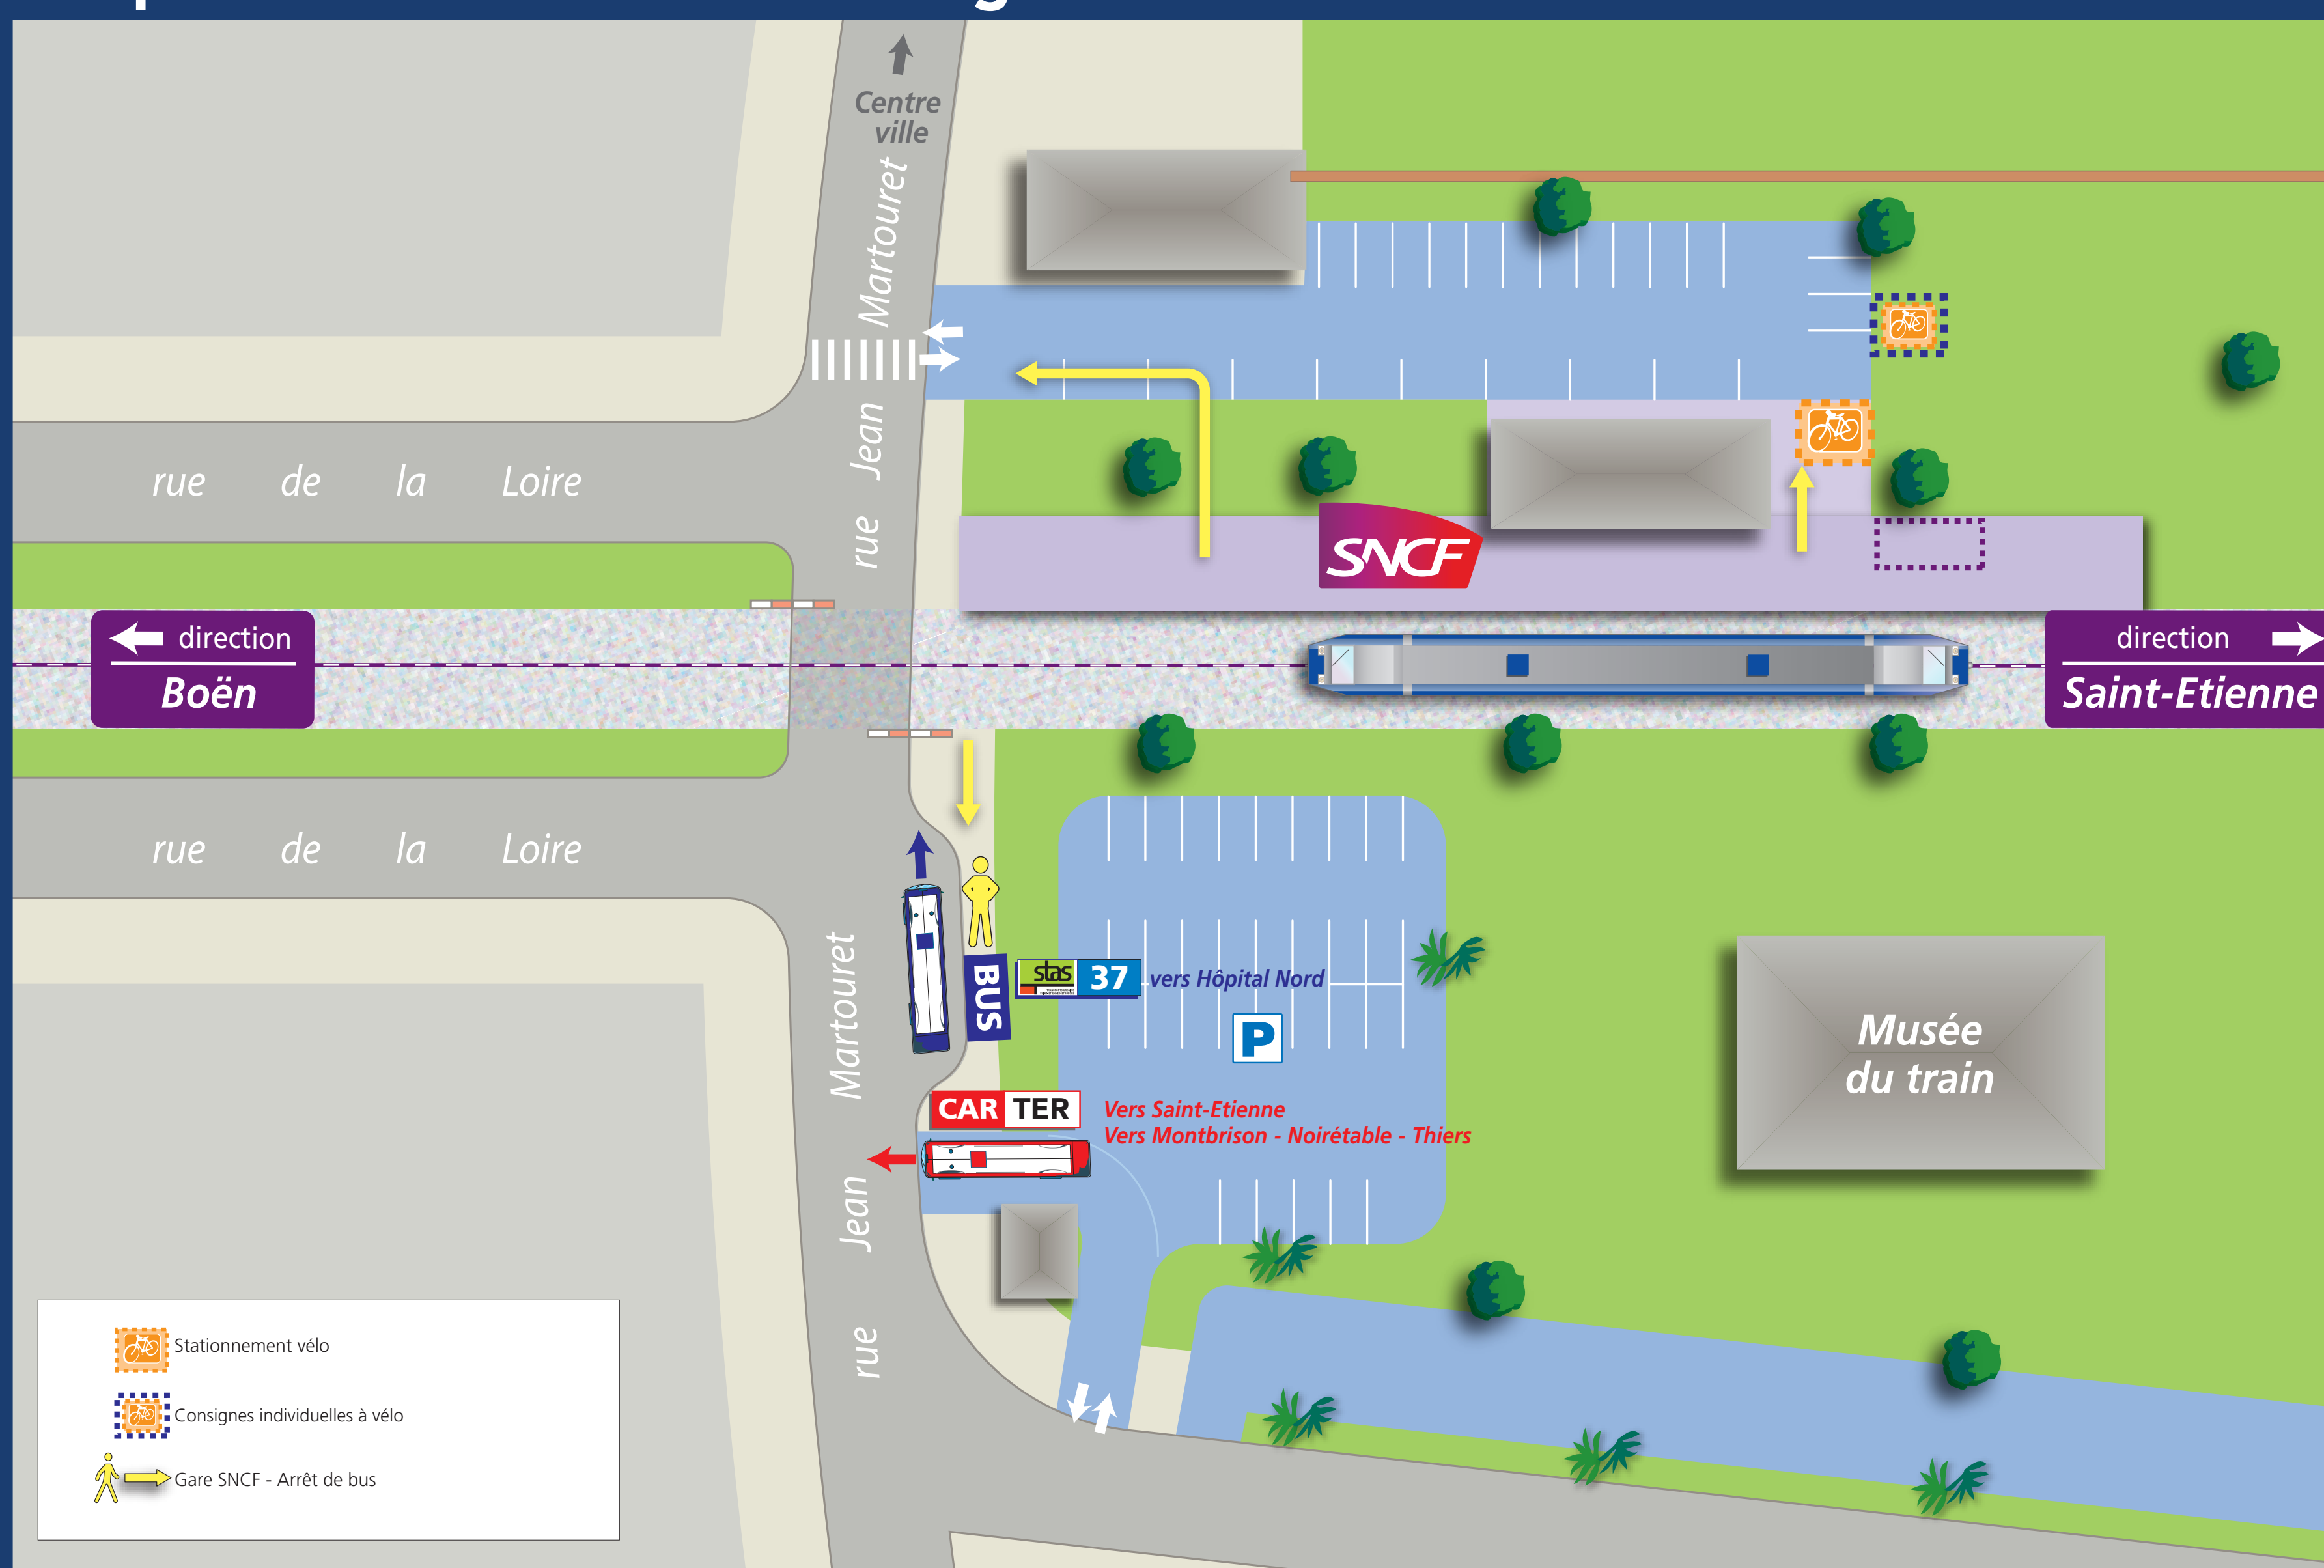 Centre
ville
rue Jean Martouret
rue de la Loire
SNCF
direction
Boën
direction
Saint-Etienne
rue de la Loire
BUS
stas 37 vers Hôpital Nord
P
Musée
du train
CAR TER
Vers Saint-Etienne
Vers Montbrison - Noirétable - Thiers
rue Jean Martouret
Stationnement vélo
Consignes individuelles à vélo
Gare SNCF - Arrêt de bus